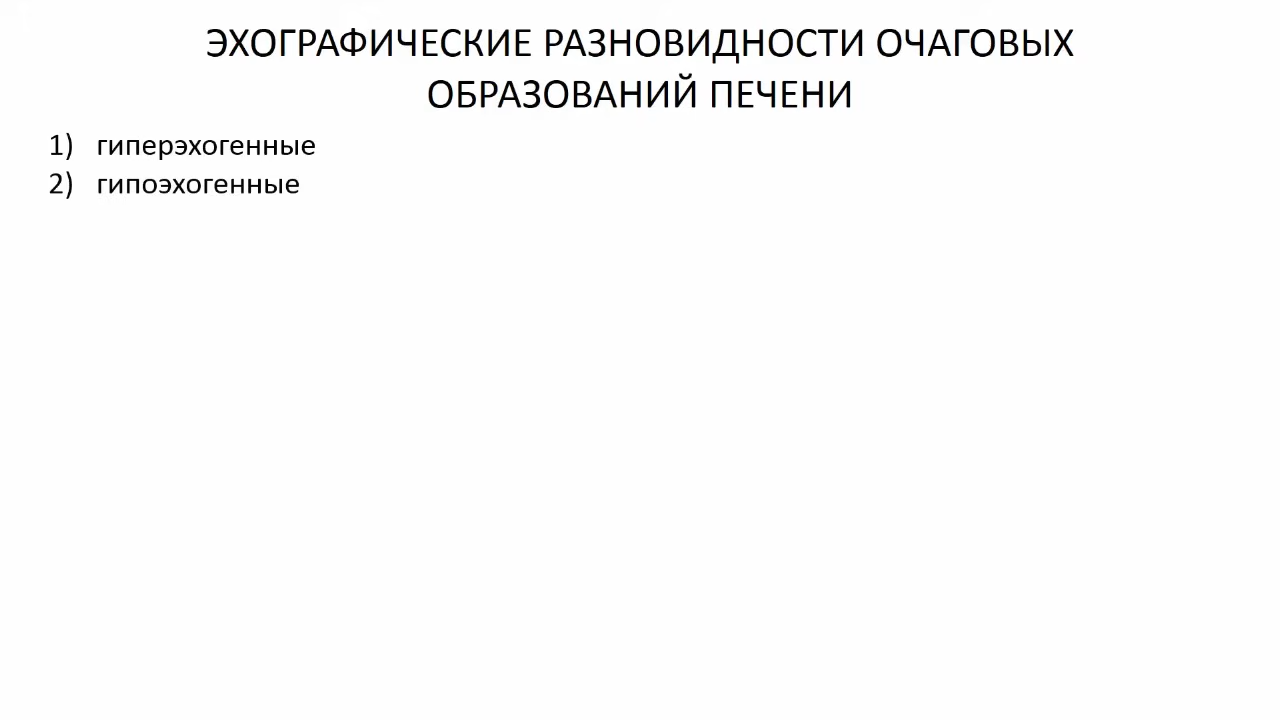 ЭХОГРАФИЧЕСКИЕ РАЗНОВИДНОСТИ ОЧАГОВЫХ
ОБРАЗОВАНИЙ ПЕЧЕНИ
1) гиперэхогенные
2) гипоэхогенные